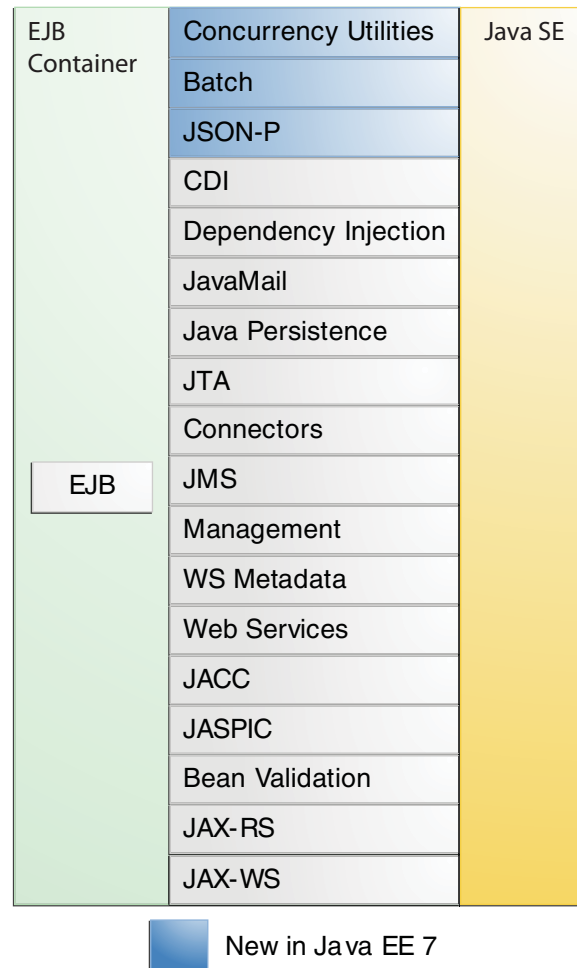 EJB
Container
Concurrency Utilities
Batch
JSON-P
CDI
Dependency Injection
JavaMail
Java Persistence
JTA
Connectors
EJB
JMS
Management
WS Metadata
Web Services
JACC
JASPIC
Bean Validation
JAX-RS
JAX-WS
Java SE
New in Java EE 7